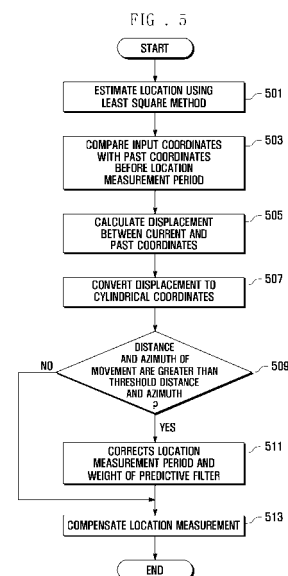 FIG. 5
START
ESTIMATE LOCATION USING
LEAST SQUARE METHOD
501
COMPARE INPUT COORDINATES
WITH PAST COORDINATES
BEFORE LOCATION
MEASUREMENT PERIOD
503
CALCULATE DISPLACEMENT
BETWEEN CURRENT AND
PAST COORDINATES
505
CONVERT DISPLACEMENT TO
CYLINDRICAL COORDINATES
507
DISTANCE
AND AZIMUTH OF
MOVEMENT ARE GREATER THAN
THRESHOLD DISTANCE
AND AZIMUTH
?
509
NO
YES
CORRECTS LOCATION
MEASUREMENT PERIOD AND
WEIGHT OF PREDICTIVE FILTER
511
COMPENSATE LOCATION MEASUREMENT
513
END